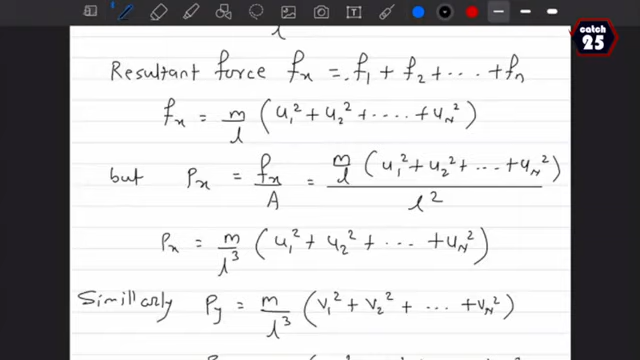 catch
25
l
Resultant force fx = .f1 + f2 + .... + fn
fx = m/l (u1² + u2² + .... + uN²)
but Px = fx/A = m/l (u1² + u2² + ... + uN²) / l²
Px = m/l³ (u1² + u2² + ... + uN²)
Similarly Py = m/l³ (v1² + v2² + ... + vN²)